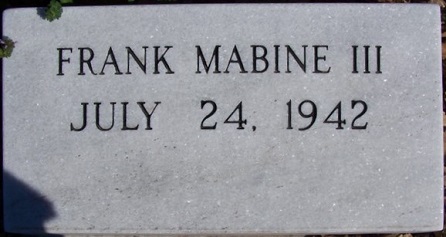 FRANK MABINE III
JULY 24, 1942